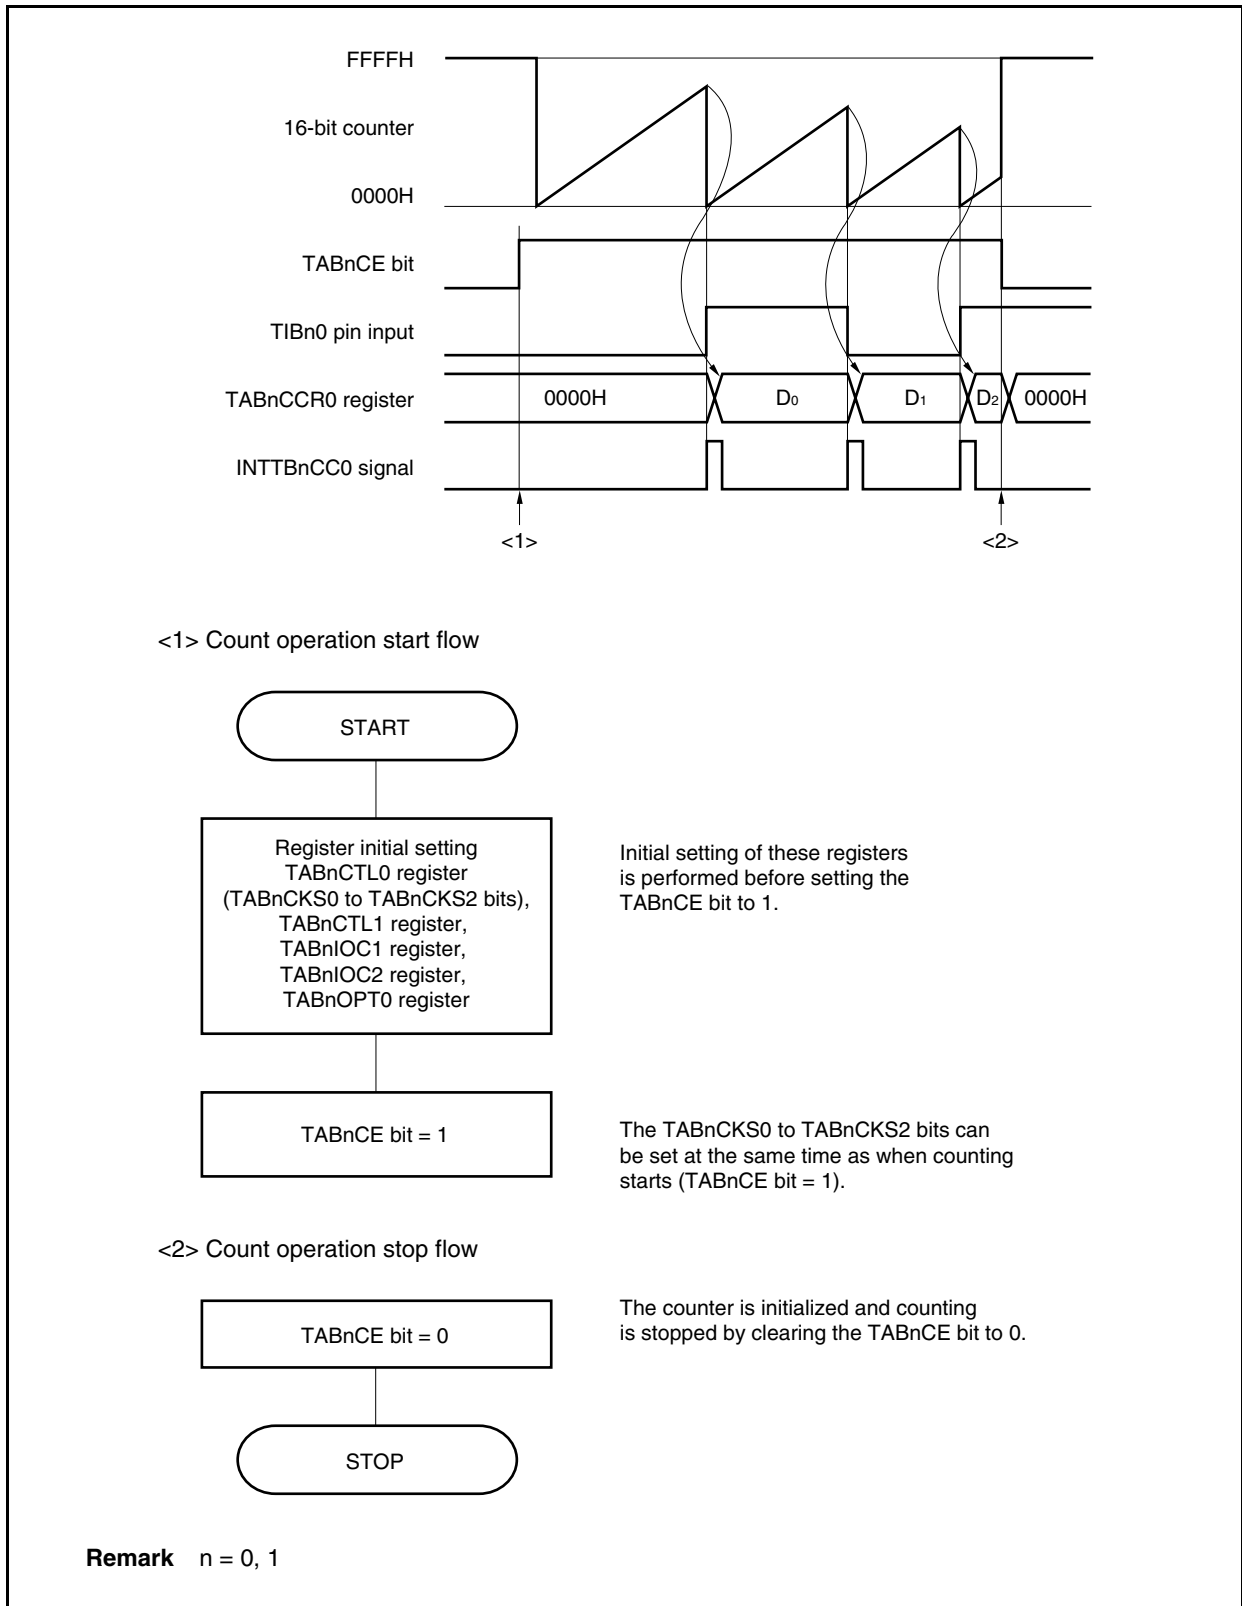 FFFFH
16-bit counter
0000H
TABnCE bit
TIBn0 pin input
TABnCCR0 register 0000H D0 D1 D2 0000H
INTTBnCC0 signal
<1> <2>
<1> Count operation start flow
START
Register initial setting
TABnCTL0 register
(TABnCKS0 to TABnCKS2 bits),
TABnCTL1 register,
TABnIOC1 register,
TABnIOC2 register,
TABnOPT0 register
Initial setting of these registers
is performed before setting the
TABnCE bit to 1.
TABnCE bit = 1
The TABnCKS0 to TABnCKS2 bits can
be set at the same time as when counting
starts (TABnCE bit = 1).
<2> Count operation stop flow
TABnCE bit = 0
The counter is initialized and counting
is stopped by clearing the TABnCE bit to 0.
STOP
Remark n = 0, 1